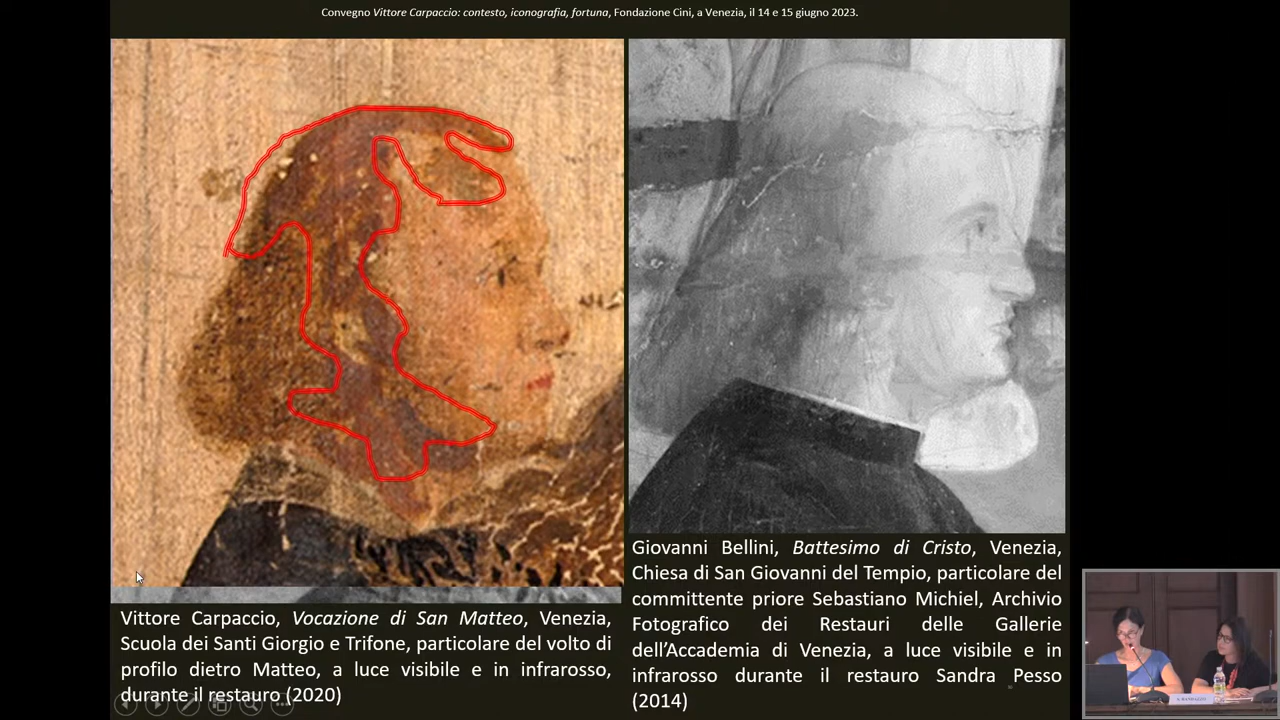 Convegno Vittore Carpaccio: contesto, iconografia, fortuna, Fondazione Cini, a Venezia, il 14 e 15 giugno 2023.
Vittore Carpaccio, Vocazione di San Matteo, Venezia,
Scuola dei Santi Giorgio e Trifone, particolare del volto di
profilo dietro Matteo, a luce visibile e in infrarosso,
durante il restauro (2020)
Giovanni Bellini, Battesimo di Cristo, Venezia,
Chiesa di San Giovanni del Tempio, particolare del
committente priore Sebastiano Michiel, Archivio
Fotografico dei Restauri delle Gallerie
dell’Accademia di Venezia, a luce visibile e in
infrarosso durante il restauro Sandra Pesso
(2014)